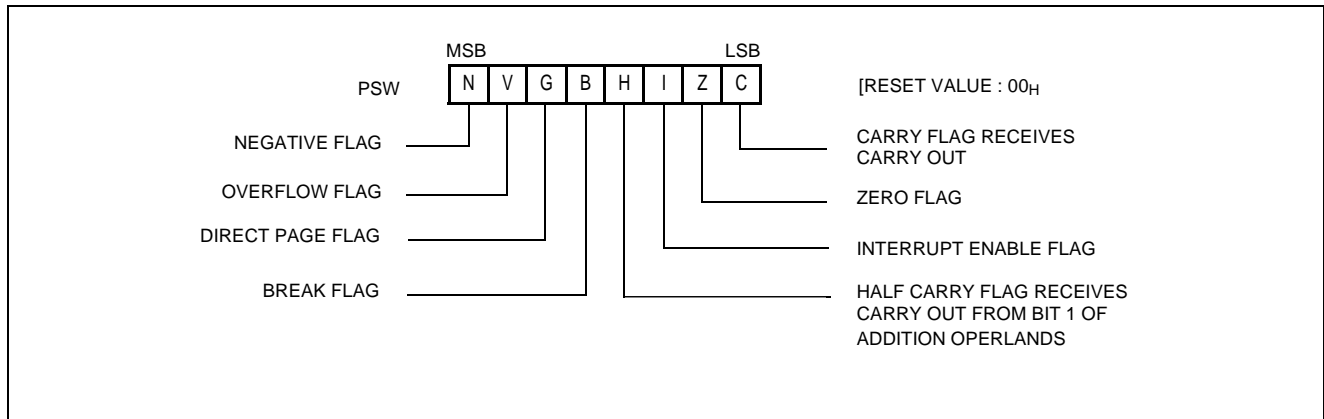 MSB LSB
PSW N V G B H I Z C [RESET VALUE : 00H
NEGATIVE FLAG
CARRY FLAG RECEIVES
CARRY OUT
OVERFLOW FLAG
ZERO FLAG
DIRECT PAGE FLAG
INTERRUPT ENABLE FLAG
BREAK FLAG
HALF CARRY FLAG RECEIVES
CARRY OUT FROM BIT 1 OF
ADDITION OPERLANDS